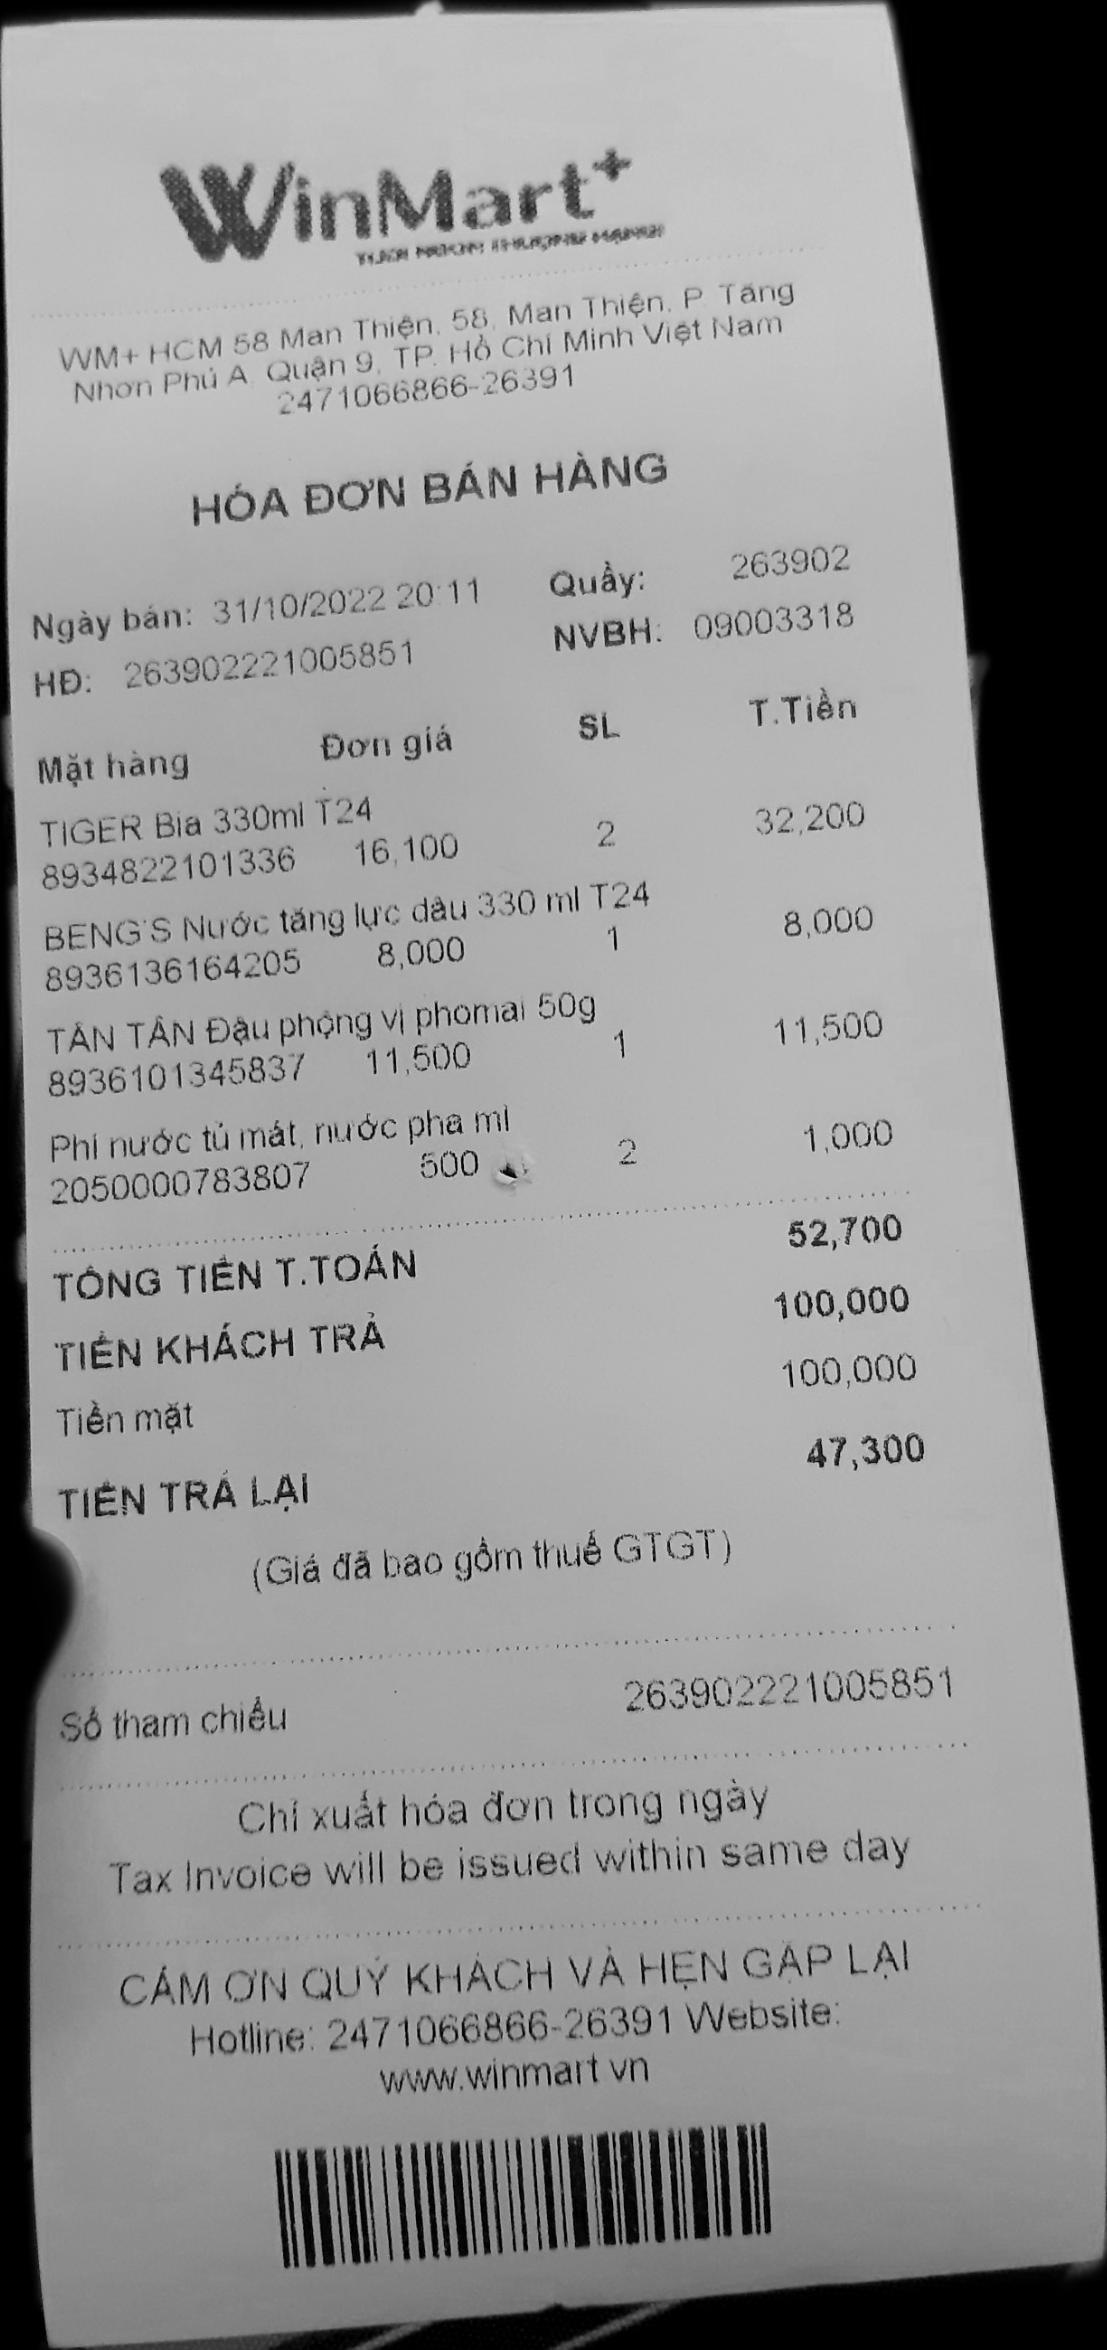 WinMart+
WM+ HCM 58 Man Thiện, 58, Man Thiện, P. Tăng
Nhơn Phú A, Quận 9, TP. Hồ Chí Minh Việt Nam
2471066866-26391
HÓA ĐƠN BÁN HÀNG
Ngày bán: 31/10/2022 20:11 Quầy: 263902
HĐ: 263902221005851 NVBH: 09003318
Mặt hàng Đơn giá SL T.Tiền
TIGER Bia 330ml T24
8934822101336 16,100 2 32,200
BENG'S Nước tăng lực dâu 330 ml T24
8936136164205 8,000 1 8,000
TÂN TÂN Đậu phộng vị phomai 50g
8936101345837 11,500 1 11,500
Phí nước tủ mát, nước pha mì
2050000783807 500 2 1,000
TỔNG TIỀN T.TOÁN 52,700
TIỀN KHÁCH TRẢ 100,000
Tiền mặt 100,000
TIỀN TRẢ LẠI 47,300
(Giá đã bao gồm thuế GTGT)
Số tham chiếu 263902221005851
Chỉ xuất hóa đơn trong ngày
Tax Invoice will be issued within same day
CẢM ƠN QUÝ KHÁCH VÀ HẸN GẶP LẠI
Hotline: 2471066866-26391 Website:
www.winmart.vn